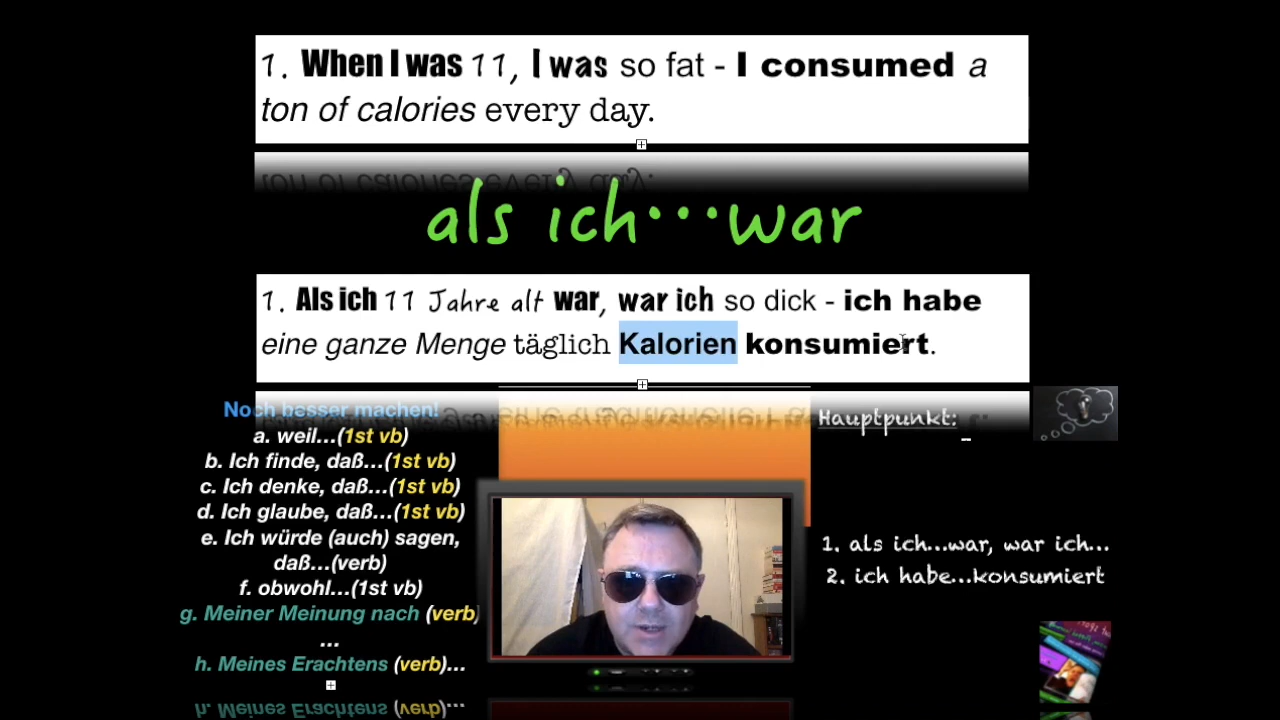 1. When I was 11, I was so fat - I consumed a
ton of calories every day.
als ich...war
1. Als ich 11 Jahre alt war, war ich so dick - ich habe
eine ganze Menge täglich Kalorien konsumiert.
Noch besser machen!
a. weil...(1st vb)
b. Ich finde, daß...(1st vb)
c. Ich denke, daß...(1st vb)
d. Ich glaube, daß...(1st vb)
e. Ich würde (auch) sagen,
daß...(verb)
f. obwohl...(1st vb)
g. Meiner Meinung nach (verb)
...
h. Meines Erachtens (verb)...
Hauptpunkt:
1. als ich...war, war ich...
2. ich habe...konsumiert